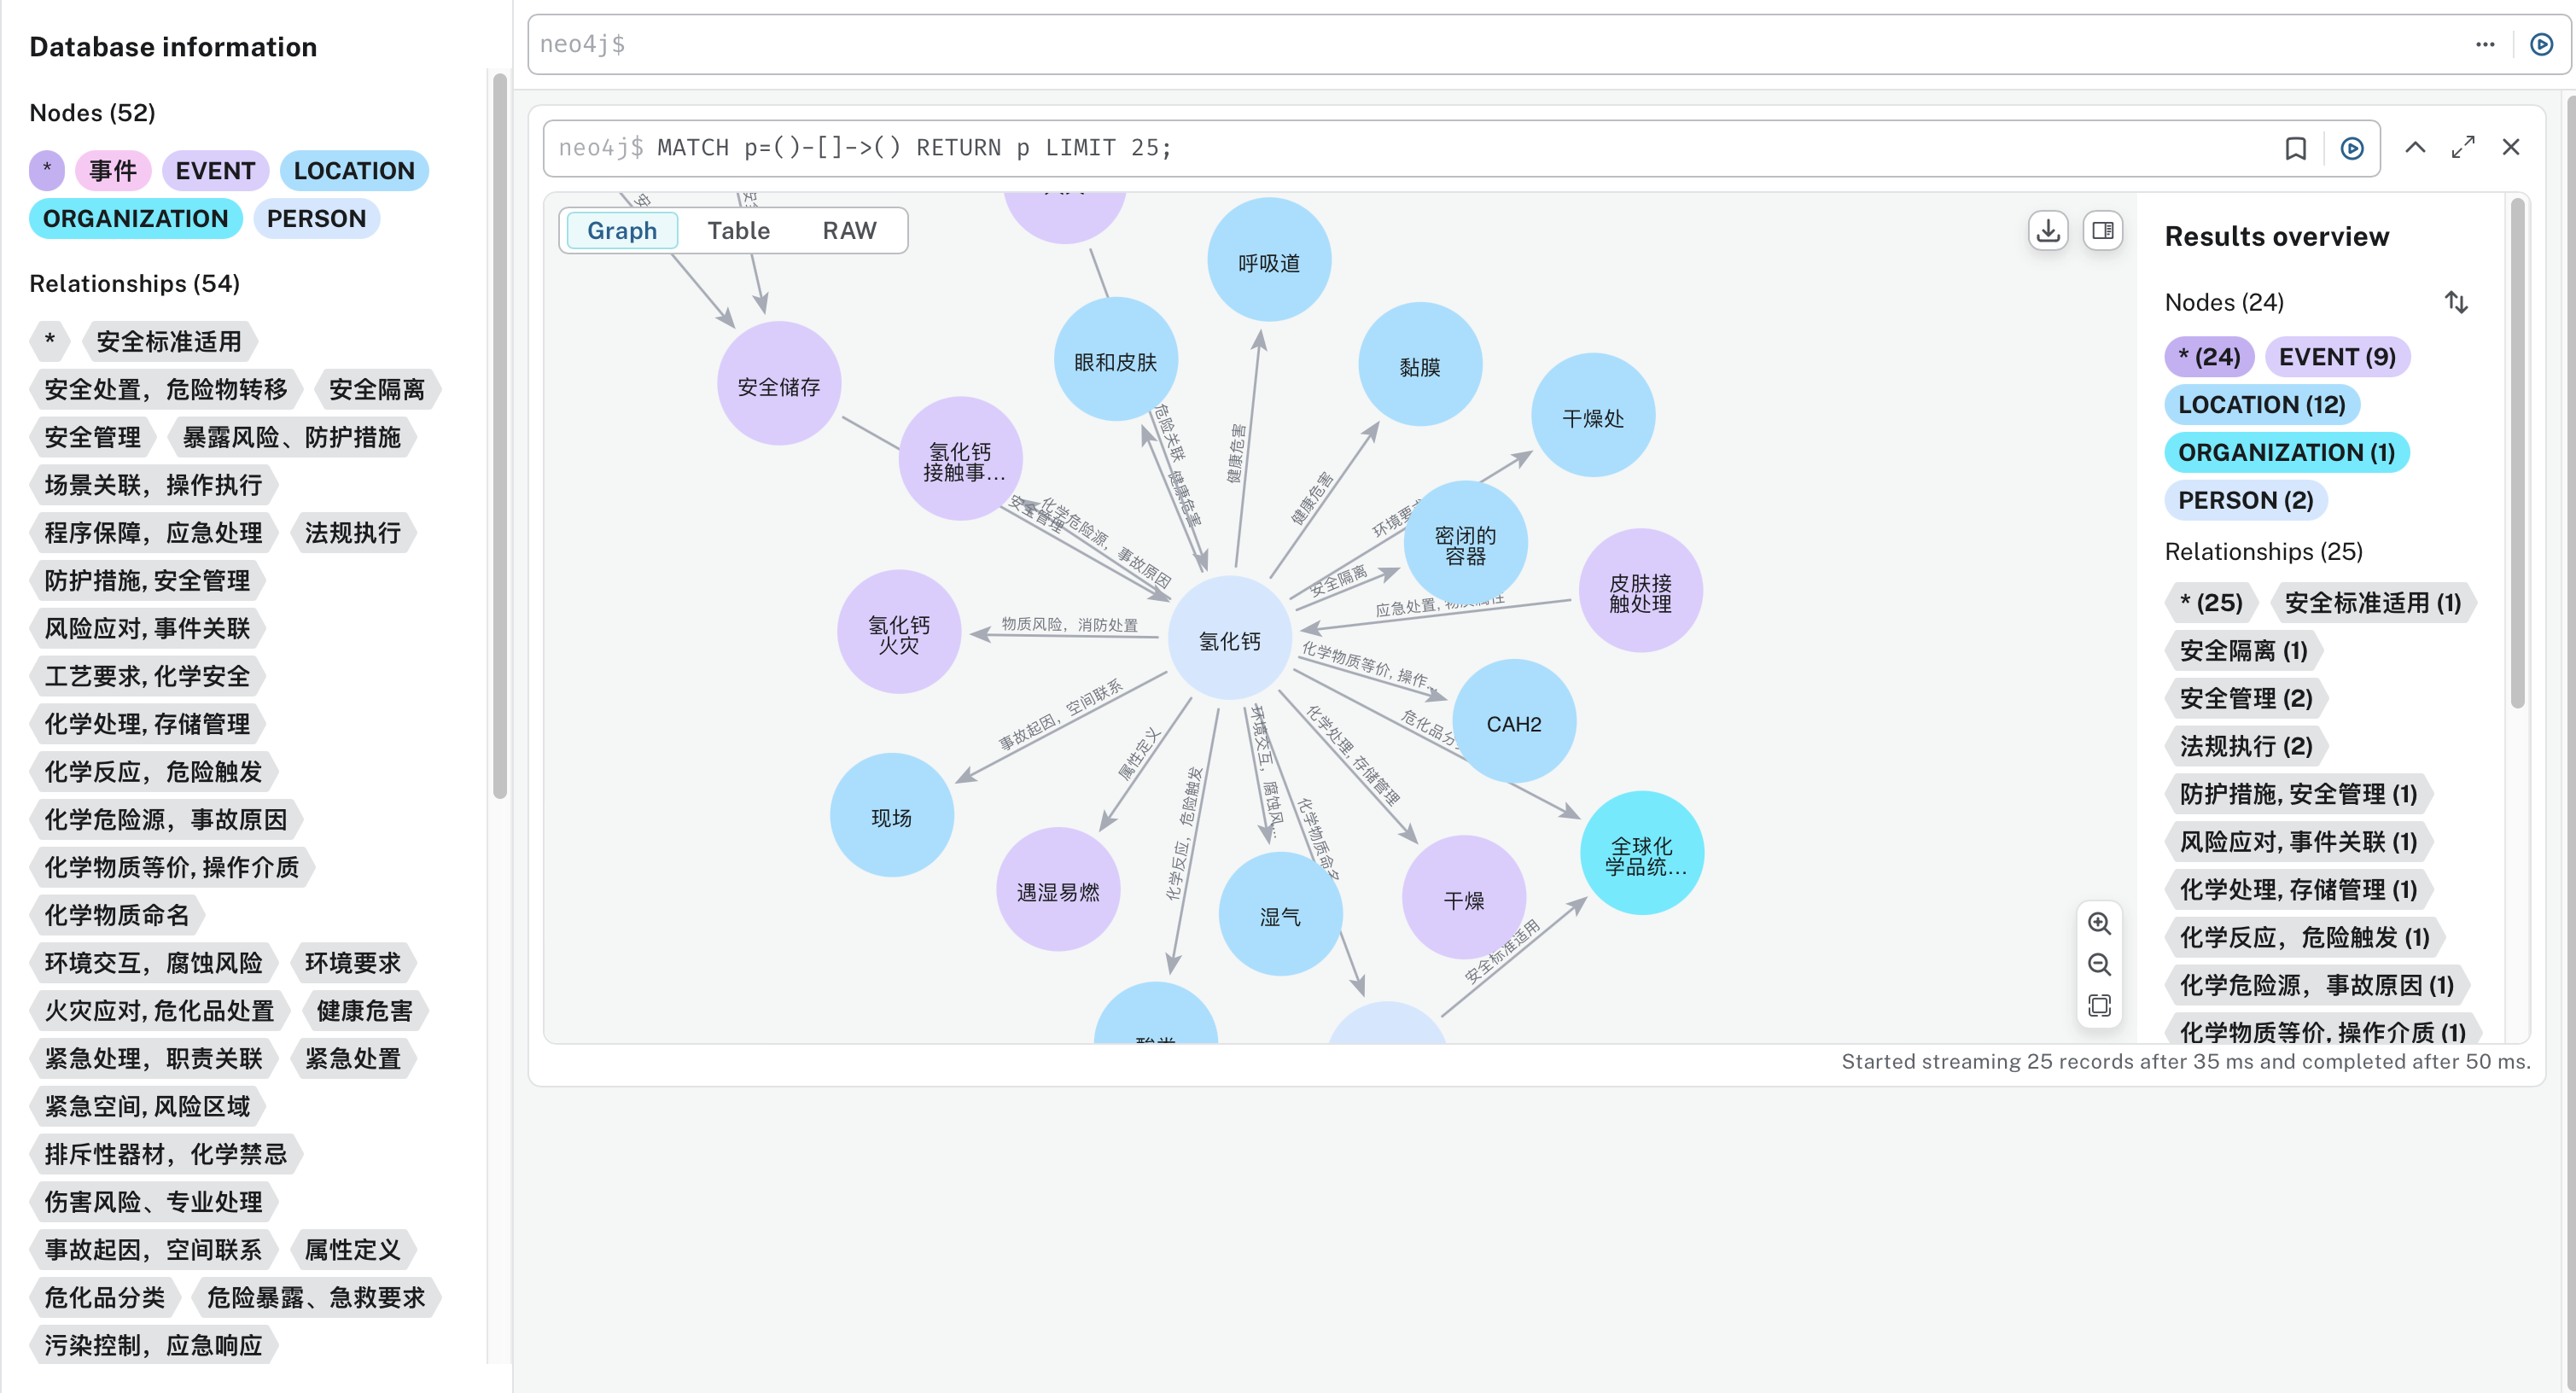 Database information
Nodes (52)
* 事件 EVENT LOCATION
ORGANIZATION PERSON
Relationships (54)
* 安全标准适用
安全处置，危险物转移 安全隔离
安全管理 暴露风险、防护措施
场景关联，操作执行
程序保障，应急处理 法规执行
防护措施, 安全管理
风险应对, 事件关联
工艺要求, 化学安全
化学处理, 存储管理
化学反应，危险触发
化学危险源，事故原因
化学物质等价, 操作介质
化学物质命名
环境交互，腐蚀风险 环境要求
火灾应对, 危化品处置 健康危害
紧急处理，职责关联 紧急处置
紧急空间, 风险区域
排斥性器材，化学禁忌
伤害风险、专业处理
事故起因，空间联系 属性定义
危化品分类 危险暴露、急救要求
污染控制，应急响应
neo4j$
neo4j$ MATCH p=()-[]->() RETURN p LIMIT 25;
Graph Table RAW
呼吸道
眼和皮肤
黏膜
安全储存
干燥处
氢化钙
接触事...
危险关联
健康危害
健康危害
健康危害
环境要求
密闭的
容器
安全管理
化学危险源，事故原因
安全隔离
皮肤接
触处理
应急处置, 物质属性
氢化钙
火灾
物质风险，消防处置
氢化钙
化学物质等价, 操作...
CAH2
事故起因，空间联系
属性定义
化学反应，危险触发
环境交互，腐蚀风...
化学物质命名
化学处理, 存储管理
危化品分
现场
遇湿易燃
湿气
干燥
全球化
学品统...
安全标准适用
Results overview
Nodes (24)
* (24) EVENT (9)
LOCATION (12)
ORGANIZATION (1)
PERSON (2)
Relationships (25)
* (25) 安全标准适用 (1)
安全隔离 (1)
安全管理 (2)
法规执行 (2)
防护措施, 安全管理 (1)
风险应对, 事件关联 (1)
化学处理, 存储管理 (1)
化学反应，危险触发 (1)
化学危险源，事故原因 (1)
化学物质等价, 操作介质 (1)
Started streaming 25 records after 35 ms and completed after 50 ms.